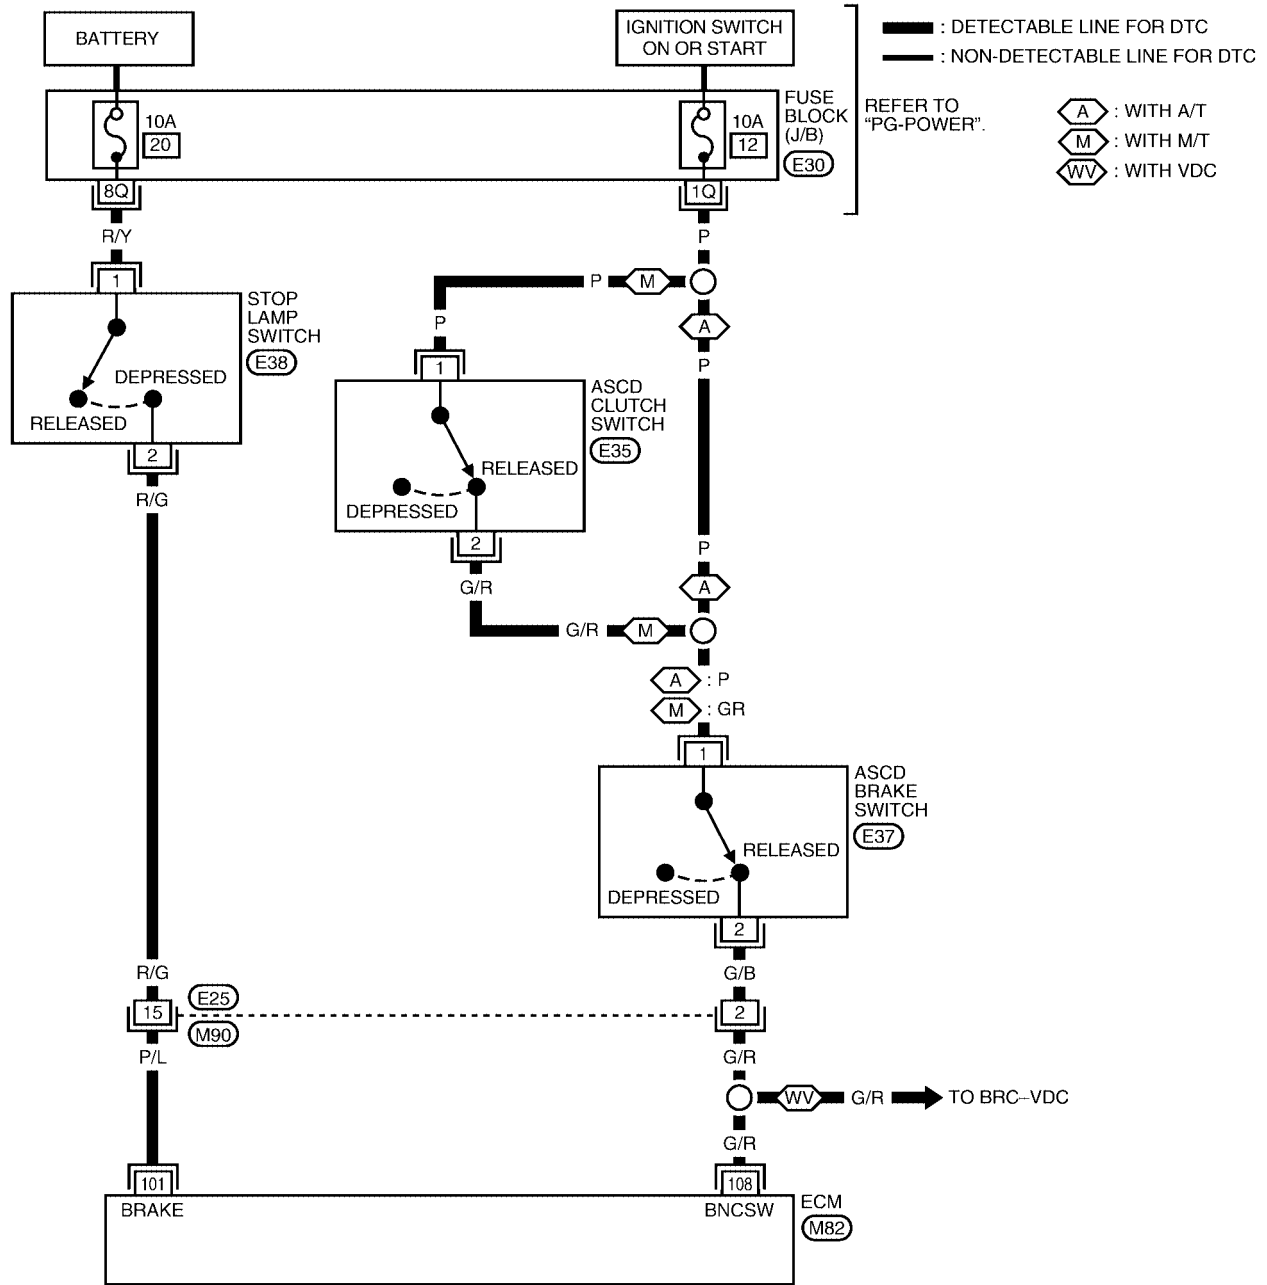 BATTERY
IGNITION SWITCH
ON OR START
: DETECTABLE LINE FOR DTC
: NON-DETECTABLE LINE FOR DTC
10A
20
10A
12
FUSE
BLOCK
(J/B)
E30
REFER TO
"PG-POWER".
A : WITH A/T
M : WITH M/T
WV : WITH VDC
8Q
1Q
R/Y
P
1
STOP
LAMP
SWITCH
E38
DEPRESSED
RELEASED
2
R/G
P
M
A
P
P
1
ASCD
CLUTCH
SWITCH
E35
RELEASED
DEPRESSED
2
G/R
P
A
G/R
M
A : P
M : GR
1
ASCD
BRAKE
SWITCH
E37
RELEASED
DEPRESSED
2
R/G
G/B
15
E25
M90
2
P/L
G/R
WV
G/R
TO BRC-VDC
G/R
101
108
BRAKE
BNCSW
ECM
M82